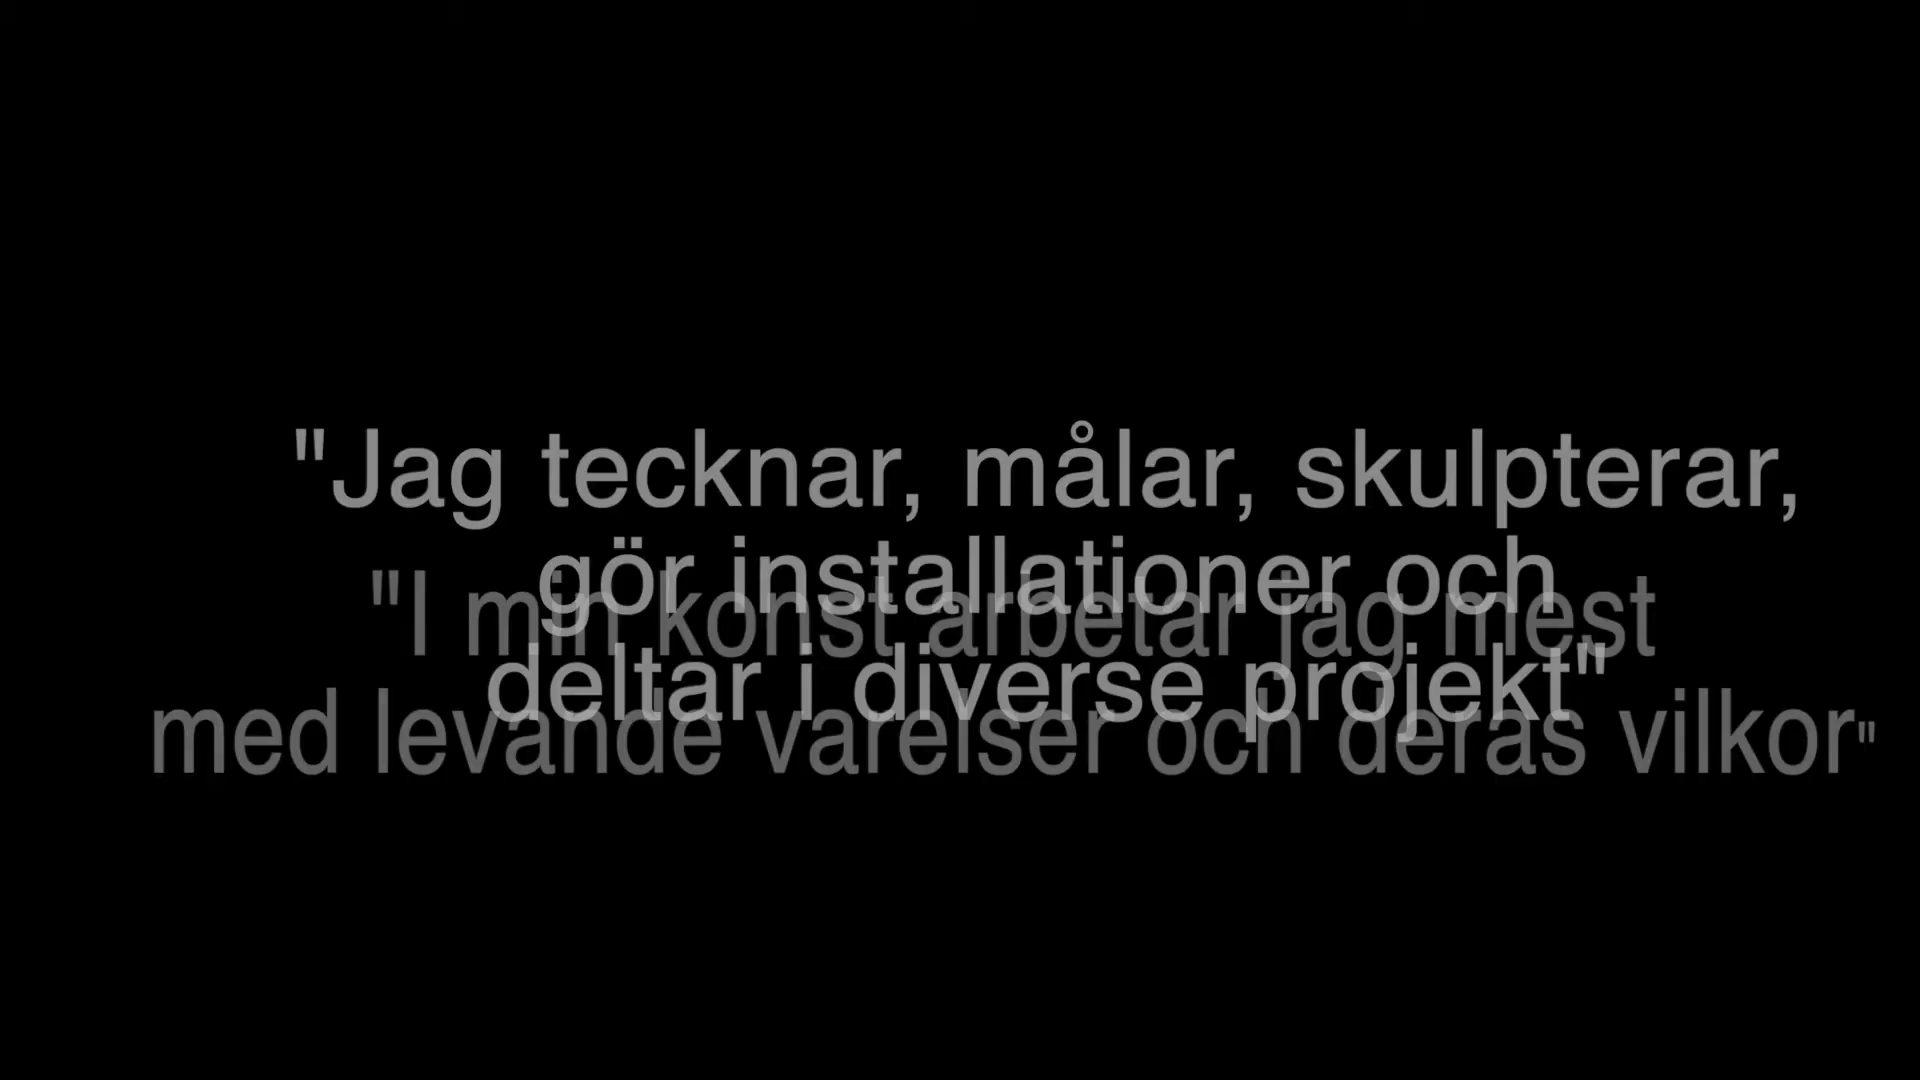 "Jag tecknar, målar, skulpterar,
gör installationer och
deltar i diverse projekt"
"I min konst arbetar jag mest
med levande varelser och deras vilkor"